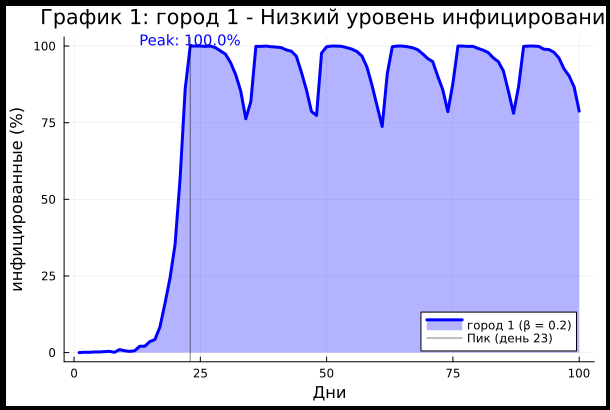 График 1: город 1 - Низкий уровень инфицировани
Peak: 100.0%
100
75
50
25
0
инфицированные (%)
0 25 50 75 100
Дни
город 1 (β = 0.2)
Пик (день 23)